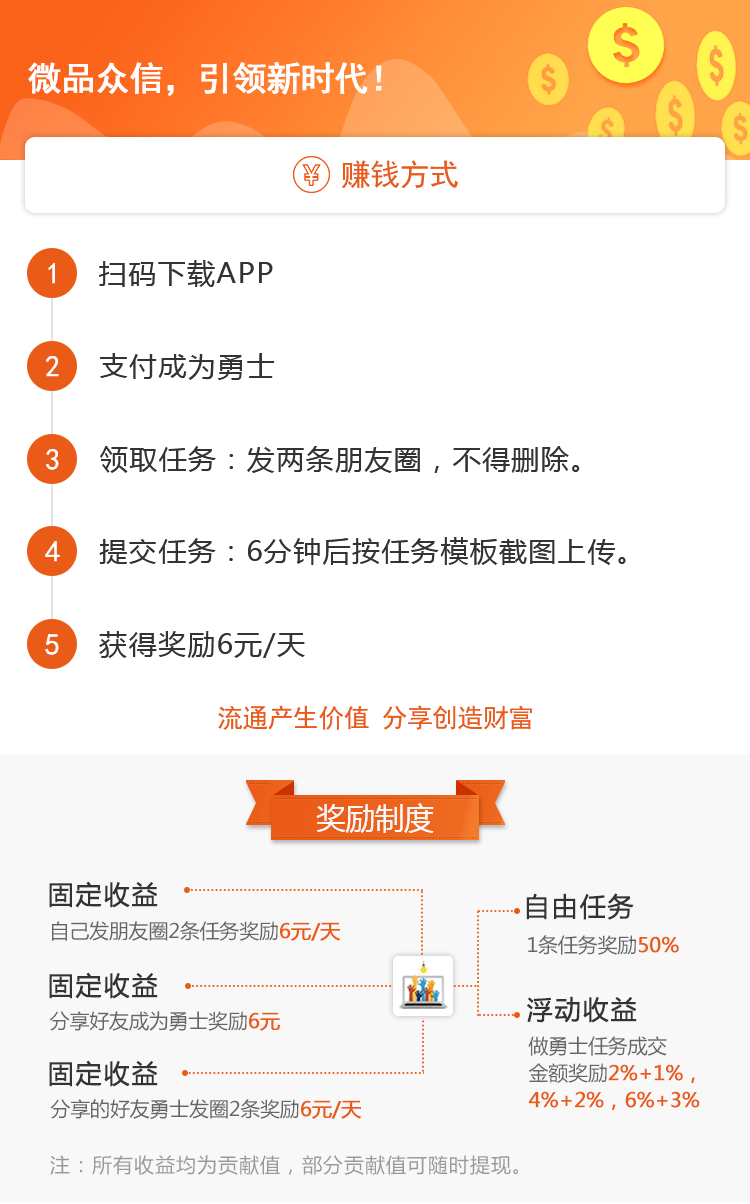 微品众信，引领新时代！
赚钱方式
1 扫码下载APP
2 支付成为勇士
3 领取任务：发两条朋友圈，不得删除。
4 提交任务：6分钟后按任务模板截图上传。
5 获得奖励6元/天
流通产生价值 分享创造财富
奖励制度
固定收益
自己发朋友圈2条任务奖励6元/天
固定收益
分享好友成为勇士奖励6元
固定收益
分享的好友勇士发圈2条奖励6元/天
自由任务
1条任务奖励50%
浮动收益
做勇士任务成交
金额奖励2%+1%，
4%+2%，6%+3%
注：所有收益均为贡献值，部分贡献值可随时提现。